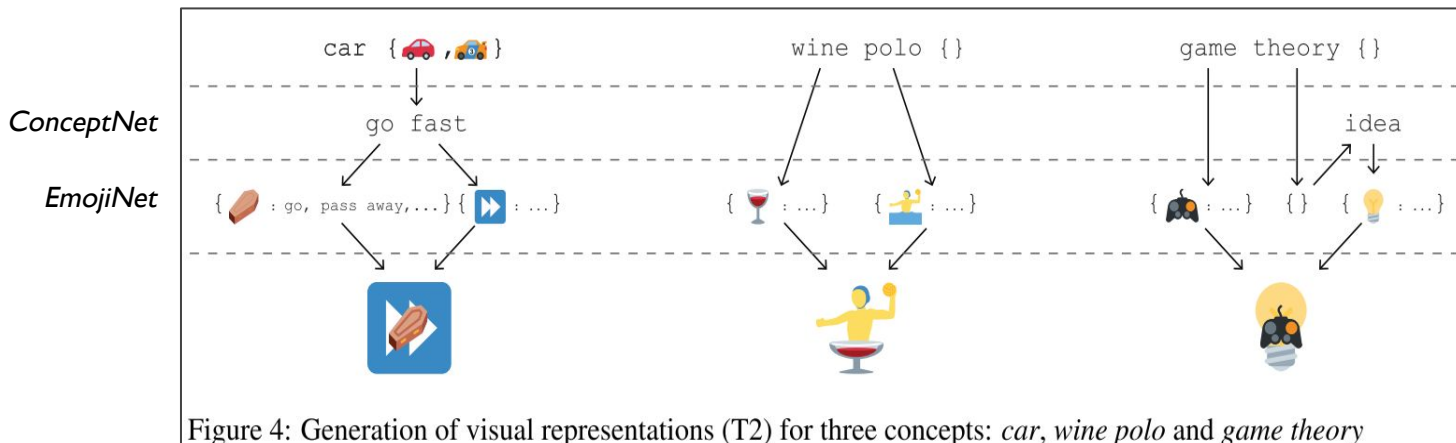 car { , }
wine polo {}
game theory {}
ConceptNet
go fast
idea
EmojiNet
{ : go, pass away,...} { : ...}
{ : ...} { : ...}
{ : ...} {} { : ...}
Figure 4: Generation of visual representations (T2) for three concepts: car, wine polo and game theory